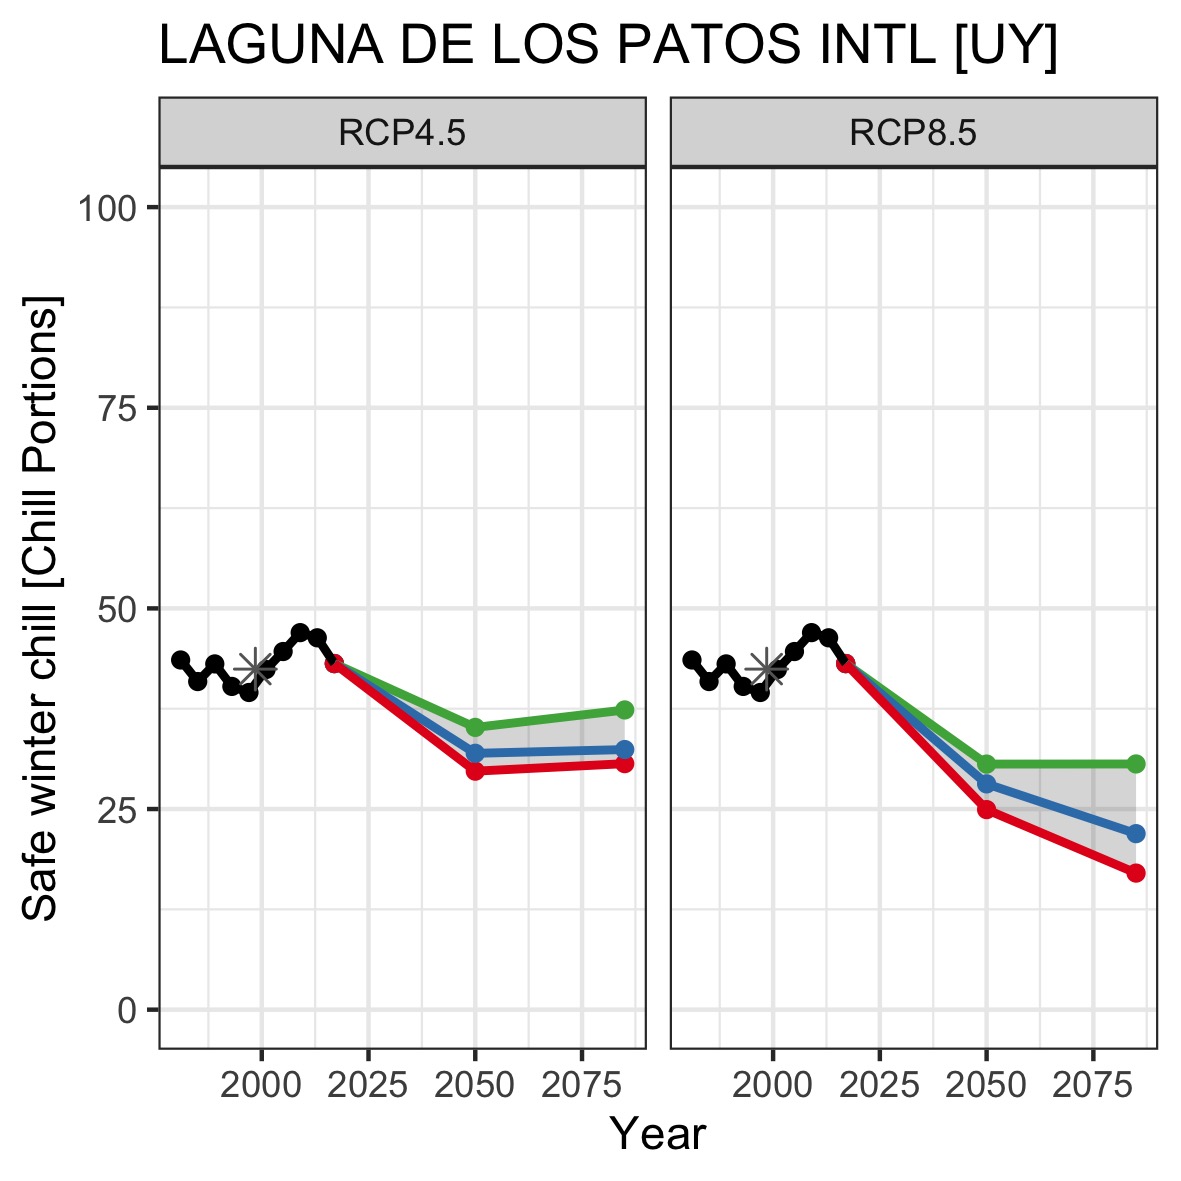 LAGUNA DE LOS PATOS INTL [UY]
RCP4.5
RCP8.5
Safe winter chill [Chill Portions]
100
75
50
25
0
2000 2025 2050 2075
2000 2025 2050 2075
Year